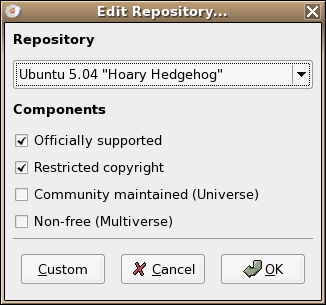 Edit Repository...
Repository
Ubuntu 5.04 "Hoary Hedgehog"
Components
Officially supported
Restricted copyright
Community maintained (Universe)
Non-free (Multiverse)
Custom
Cancel
OK